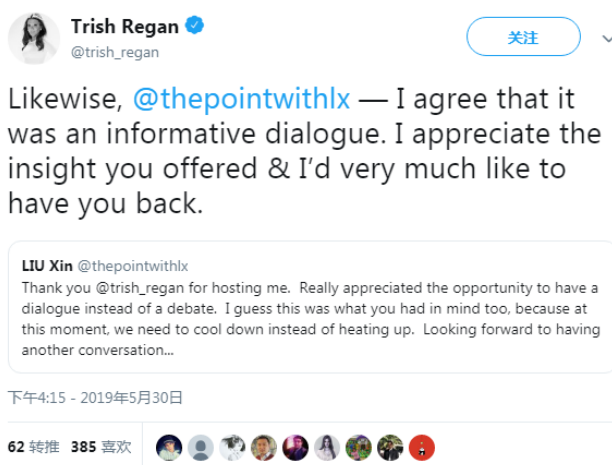 Trish Regan
@trish_regan
关注
Likewise, @thepointwithlx — I agree that it
was an informative dialogue. I appreciate the
insight you offered & I’d very much like to
have you back.
LIU Xin @thepointwithlx
Thank you @trish_regan for hosting me. Really appreciated the opportunity to have a
dialogue instead of a debate. I guess this was what you had in mind too, because at
this moment, we need to cool down instead of heating up. Looking forward to having
another conversation...
下午4:15 - 2019年5月30日
62 转推 385 喜欢